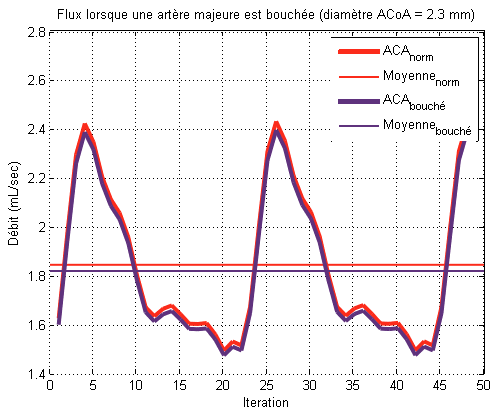 Flux lorsque une artère majeure est bouchée (diamètre ACoA = 2.3 mm)
2.8
2.6
2.4
2.2
2
1.8
1.6
1.4
Débit (mL/sec)
ACAnorm
Moyennenorm
ACAbouché
Moyennebouché
0 5 10 15 20 25 30 35 40 45 50
Iteration